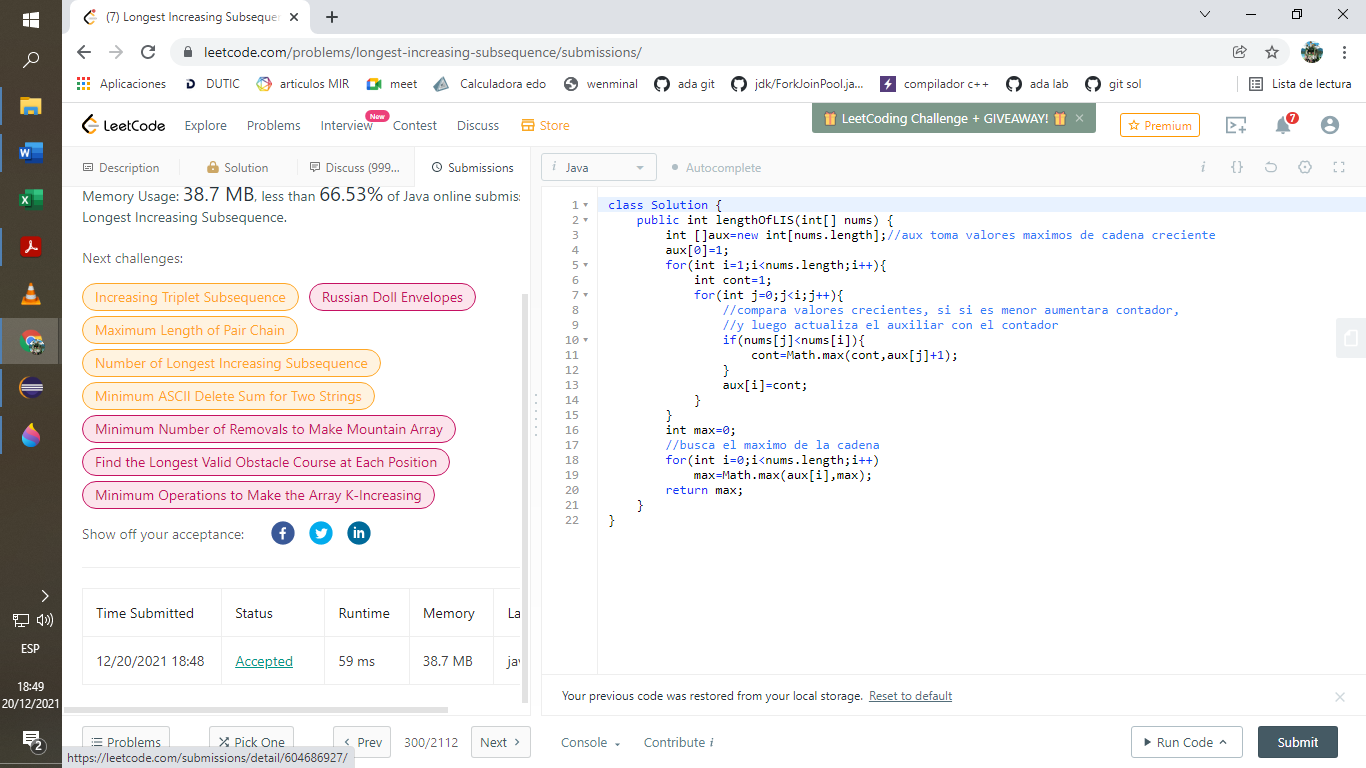 (7) Longest Increasing Subseque
leetcode.com/problems/longest-increasing-subsequence/submissions/
Aplicaciones DUTIC articulos MIR meet Calculadora edo wenminal ada git jdk/ForkJoinPool.ja... compilador c++ ada lab git sol Lista de lectura
LeetCode Explore Problems Interview New Contest Discuss Store LeetCoding Challenge + GIVEAWAY! Premium 7
Description Solution Discuss (999... Submissions
Memory Usage: 38.7 MB, less than 66.53% of Java online submis
Longest Increasing Subsequence.
Next challenges:
Increasing Triplet Subsequence Russian Doll Envelopes
Maximum Length of Pair Chain
Number of Longest Increasing Subsequence
Minimum ASCII Delete Sum for Two Strings
Minimum Number of Removals to Make Mountain Array
Find the Longest Valid Obstacle Course at Each Position
Minimum Operations to Make the Array K-Increasing
Show off your acceptance:
Time Submitted Status Runtime Memory La
12/20/2021 18:48 Accepted 59 ms 38.7 MB jav
Problems Pick One Prev 300/2112 Next
https://leetcode.com/submissions/detail/604686927/
i Java Autocomplete
1 class Solution {
2 public int lengthOfLIS(int[] nums) {
3 int []aux=new int[nums.length];//aux toma valores maximos de cadena creciente
4 aux[0]=1;
5 for(int i=1;i<nums.length;i++){
6 int cont=1;
7 for(int j=0;j<i;j++){
8 //compara valores crecientes, si si es menor aumentara contador,
9 //y luego actualiza el auxiliar con el contador
10 if(nums[j]<nums[i]){
11 cont=Math.max(cont,aux[j]+1);
12 }
13 aux[i]=cont;
14 }
15 }
16 int max=0;
17 //busca el maximo de la cadena
18 for(int i=0;i<nums.length;i++)
19 max=Math.max(aux[i],max);
20 return max;
21 }
22 }
Your previous code was restored from your local storage. Reset to default
Console Contribute i Run Code Submit
ESP
18:49
20/12/2021
2